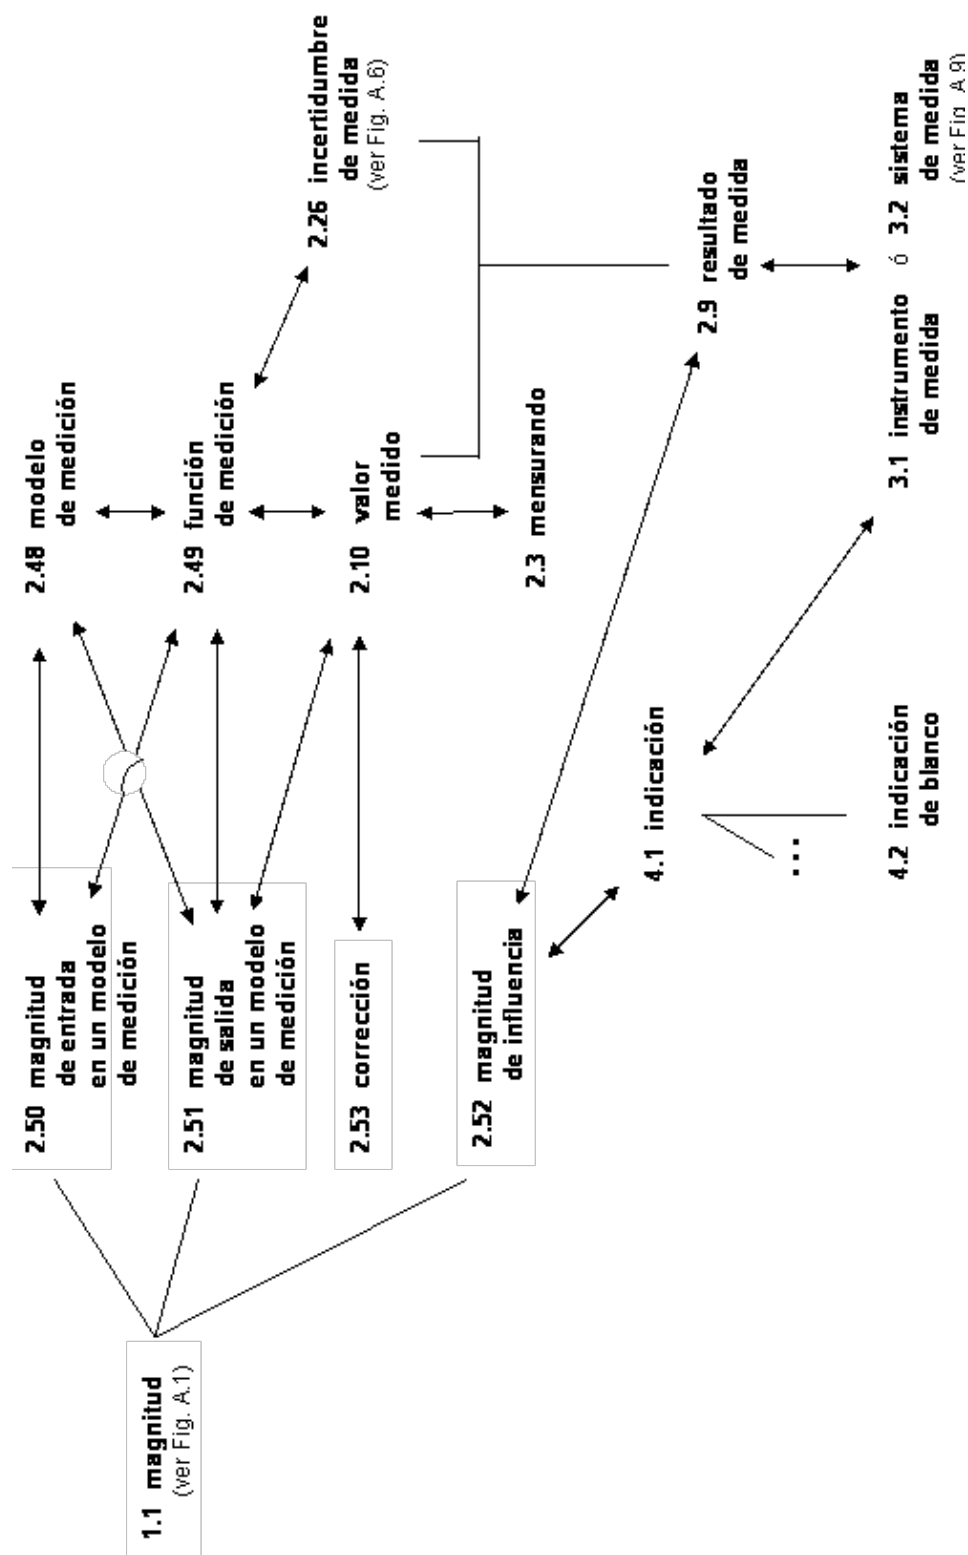 1.1 magnitud
(ver Fig. A.1)
2.50 magnitud
de entrada
en un modelo
de medición
2.51 magnitud
de salida
en un modelo
de medición
2.53 corrección
2.52 magnitud
de influencia
2.48 modelo
de medición
2.49 función
de medición
2.10 valor
medido
2.3 mensurando
2.26 incertidumbre
de medida
(ver Fig. A.6)
2.9 resultado
de medida
4.1 indicación
...
4.2 indicación
de blanco
3.1 instrumento
de medida
ó
3.2 sistema
de medida
(ver Fig. A.9)